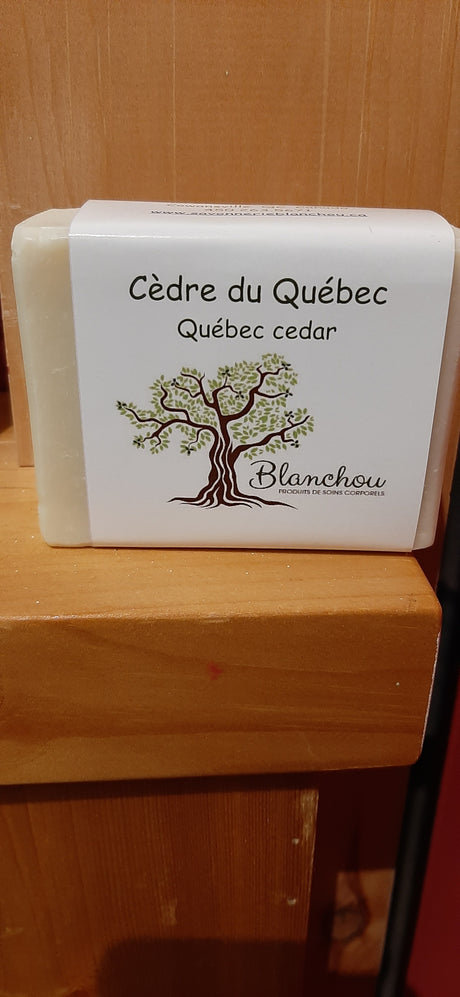 www.savonnerieblanchou.ca
Cèdre du Québec
Québec cedar
Blanchou
PRODUITS DE SOINS CORPORELS